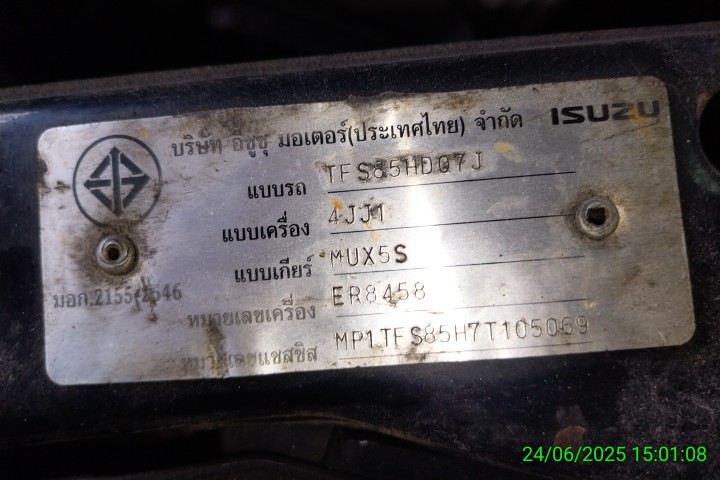 บริษัท อีซูซุ มอเตอร์(ประเทศไทย) จำกัด ISUZU
แบบรถ TFS85HDQ7J
แบบเครื่อง 4JJ1
แบบเกียร์ MUX5S
มอก.2155-2546
หมายเลขเครื่อง ER8458
หมายเลขแชสซิส MP1TFS85H7T105069
24/06/2025 15:01:08